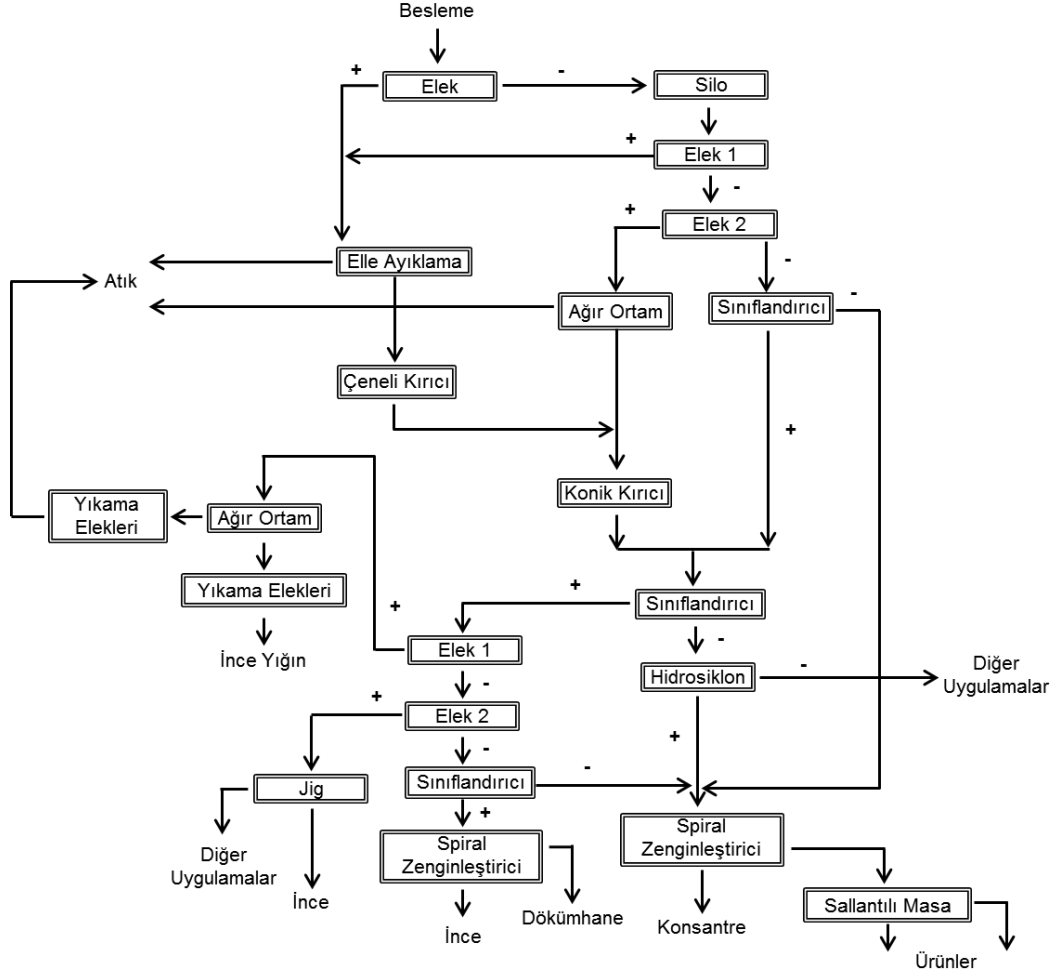 Besleme
+
-
Elek
Silo
+
Elek 1
-
+
Elek 2
-
Elle Ayıklama
Atık
-
Ağır Ortam
Sınıflandırıcı
Çeneli Kırıcı
+
Konik Kırıcı
Yıkama
Elekleri
Ağır Ortam
Yıkama Elekleri
+
Sınıflandırıcı
+
-
Elek 1
İnce Yığın
-
Hidrosiklon
-
Diğer
Uygulamalar
+
Elek 2
+
-
Jig
Sınıflandırıcı
-
+
Spiral
Zenginleştirici
Spiral
Zenginleştirici
Diğer
Uygulamalar
İnce
Dökümhane
İnce
Konsantre
Sallantılı Masa
Ürünler